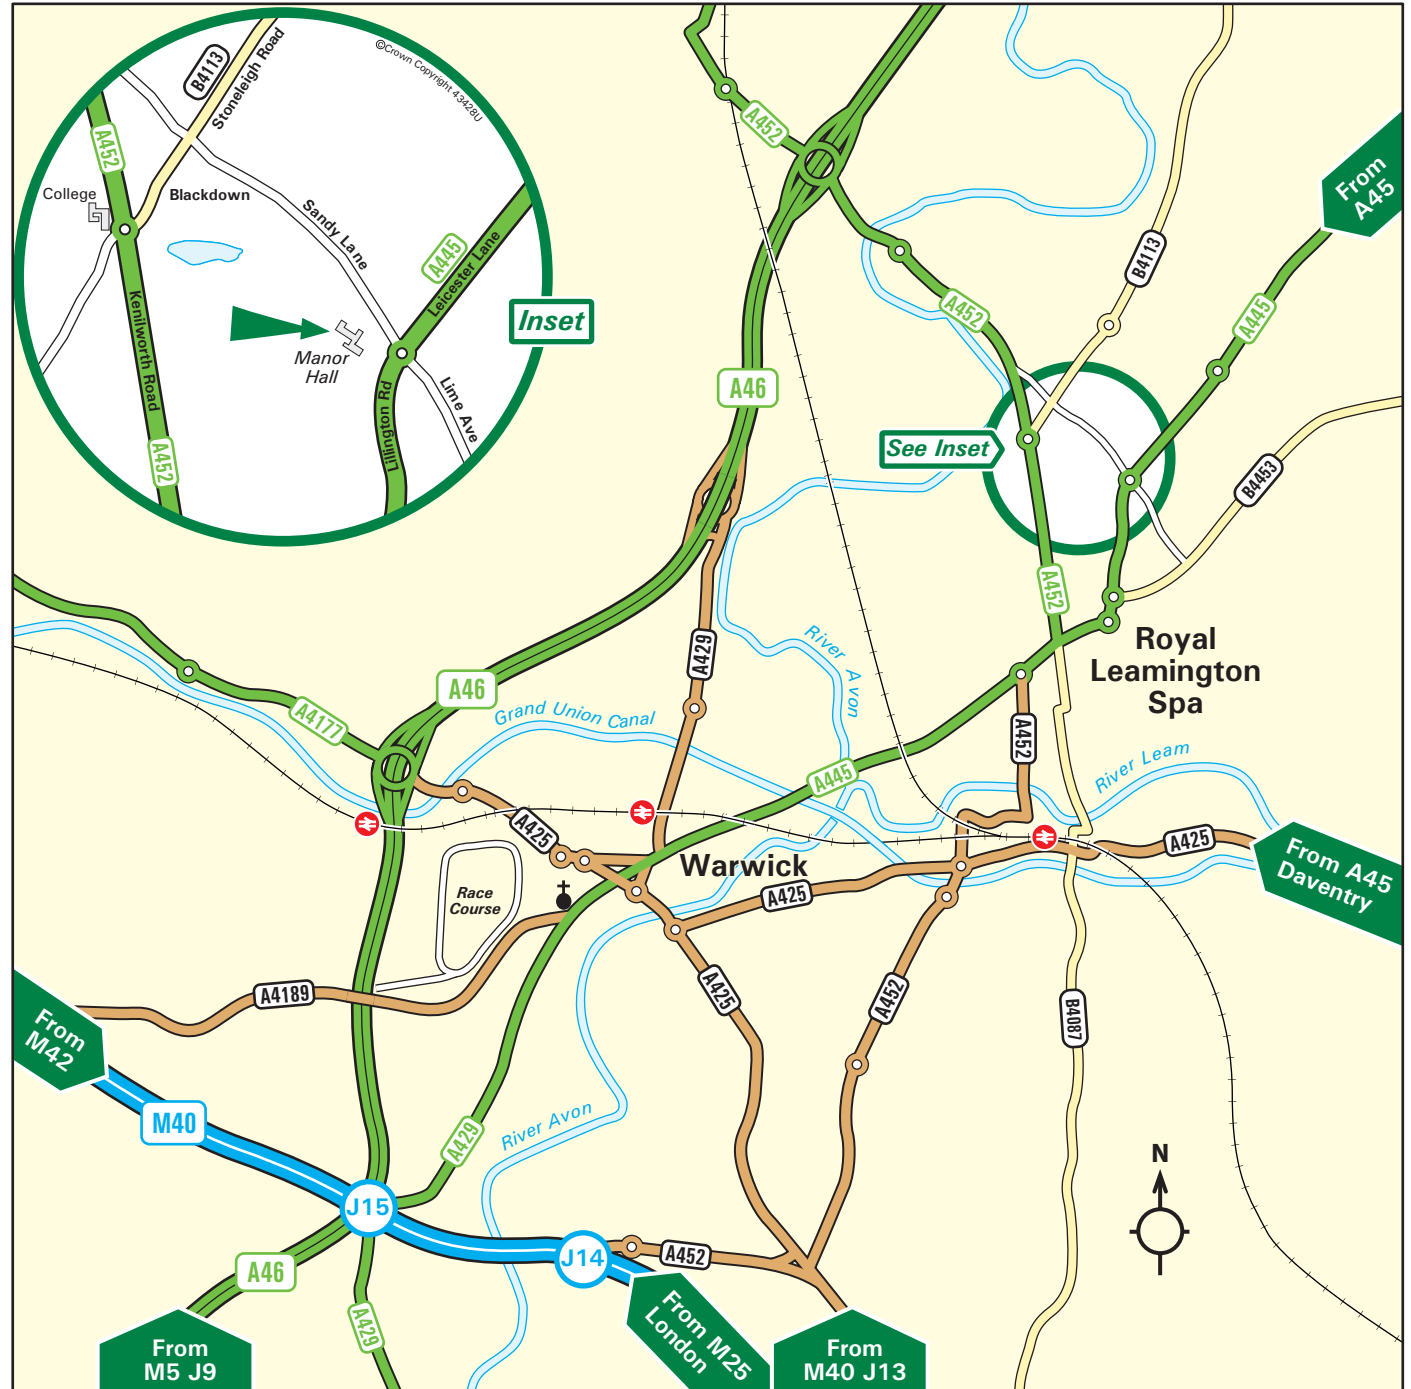 B4113
Stoneleigh Road
©Crown Copyright 43428U
A452
College
Blackdown
Sandy Lane
A445
Leicester Lane
Kenilworth Road
Manor
Hall
Lillington Rd
Lime Ave
A452
Inset
A452
From
A45
B4113
A452
A445
A46
See Inset
B4453
A452
A429
River Avon
Royal
Leamington
Spa
A46
A4177
Grand Union Canal
A452
River Leam
A445
A425
Warwick
A425
From A45
Daventry
Race
Course
A425
A4189
A425
A452
B4087
From
M42
M40
A429
River Avon
N
J15
J14
A452
A46
A429
From M25
London
From
M5 J9
From
M40 J13